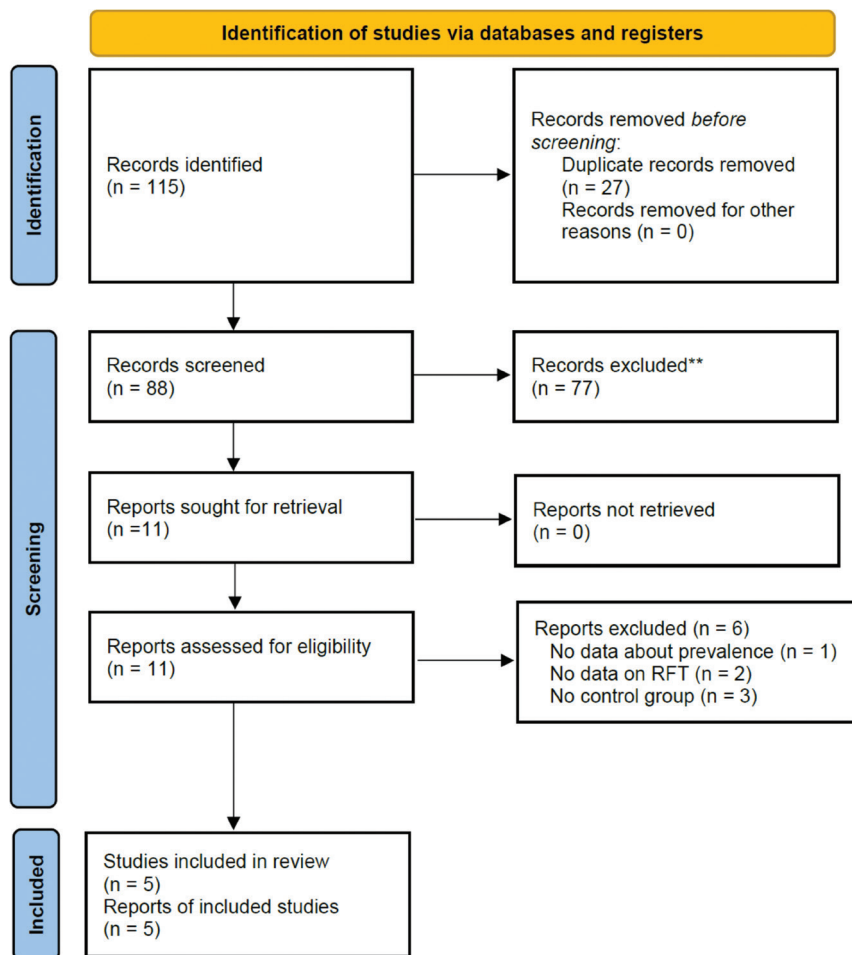 Identification of studies via databases and registers
Identification
Records identified
(n = 115)
Records removed before
screening:
Duplicate records removed
(n = 27)
Records removed for other
reasons (n = 0)
Screening
Records screened
(n = 88)
Records excluded**
(n = 77)
Reports sought for retrieval
(n =11)
Reports not retrieved
(n = 0)
Reports assessed for eligibility
(n = 11)
Reports excluded (n = 6)
No data about prevalence (n = 1)
No data on RFT (n = 2)
No control group (n = 3)
Included
Studies included in review
(n = 5)
Reports of included studies
(n = 5)